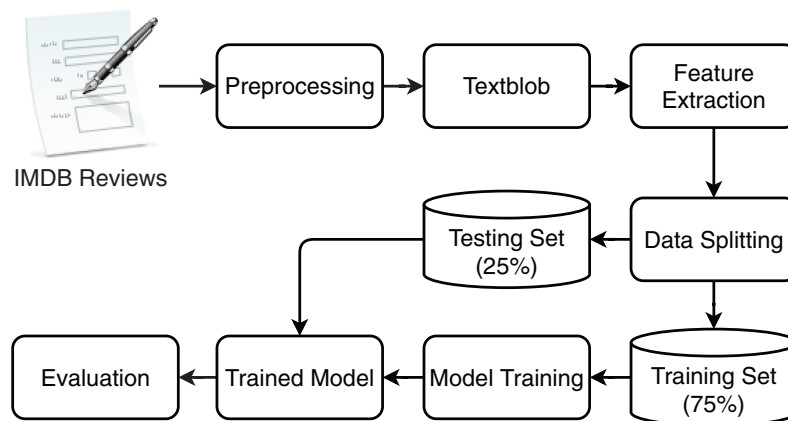 IMDB Reviews
Preprocessing
Textblob
Feature
Extraction
Data Splitting
Testing Set
(25%)
Training Set
(75%)
Model Training
Trained Model
Evaluation